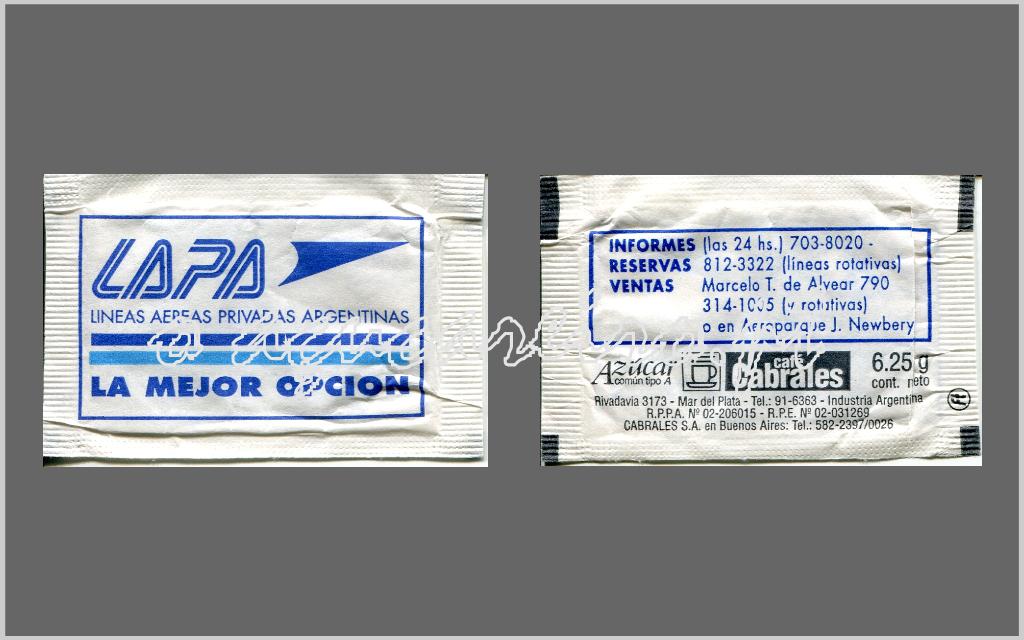 LAPA
LINEAS AEREAS PRIVADAS ARGENTINAS
LA MEJOR OPCION
INFORMES (las 24 hs.) 703-8020 -
RESERVAS 812-3322 (líneas rotativas)
VENTAS Marcelo T. de Alvear 790
314-1005 (y rotativas)
o en Aeroparque J. Newbery
Azúcar
común tipo A
café
Cabrales
6.25 g
cont. neto
Rivadavia 3173 - Mar del Plata - Tel.: 91-6363 - Industria Argentina
R.P.P.A. Nº 02-206015 - R.P.E. Nº 02-031269
CABRALES S.A. en Buenos Aires: Tel.: 582-2397/0026